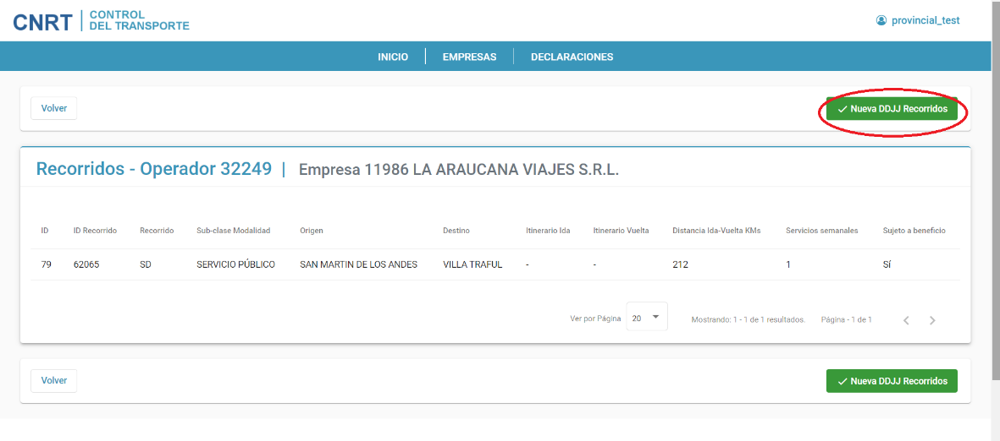 CNRT CONTROL
DEL TRANSPORTE
provincial_test
INICIO EMPRESAS DECLARACIONES
Volver Nueva DDJJ Recorridos
Recorridos - Operador 32249 | Empresa 11986 LA ARAUCANA VIAJES S.R.L.
ID ID Recorrido Recorrido Sub-clase Modalidad Origen Destino Itinerario Ida Itinerario Vuelta Distancia Ida-Vuelta KMs Servicios semanales Sujeto a beneficio
79 62065 SD SERVICIO PÚBLICO SAN MARTIN DE LOS ANDES VILLA TRAFUL - - 212 1 Sí
Ver por Página 20 Mostrando: 1 - 1 de 1 resultados. Página - 1 de 1
Volver Nueva DDJJ Recorridos